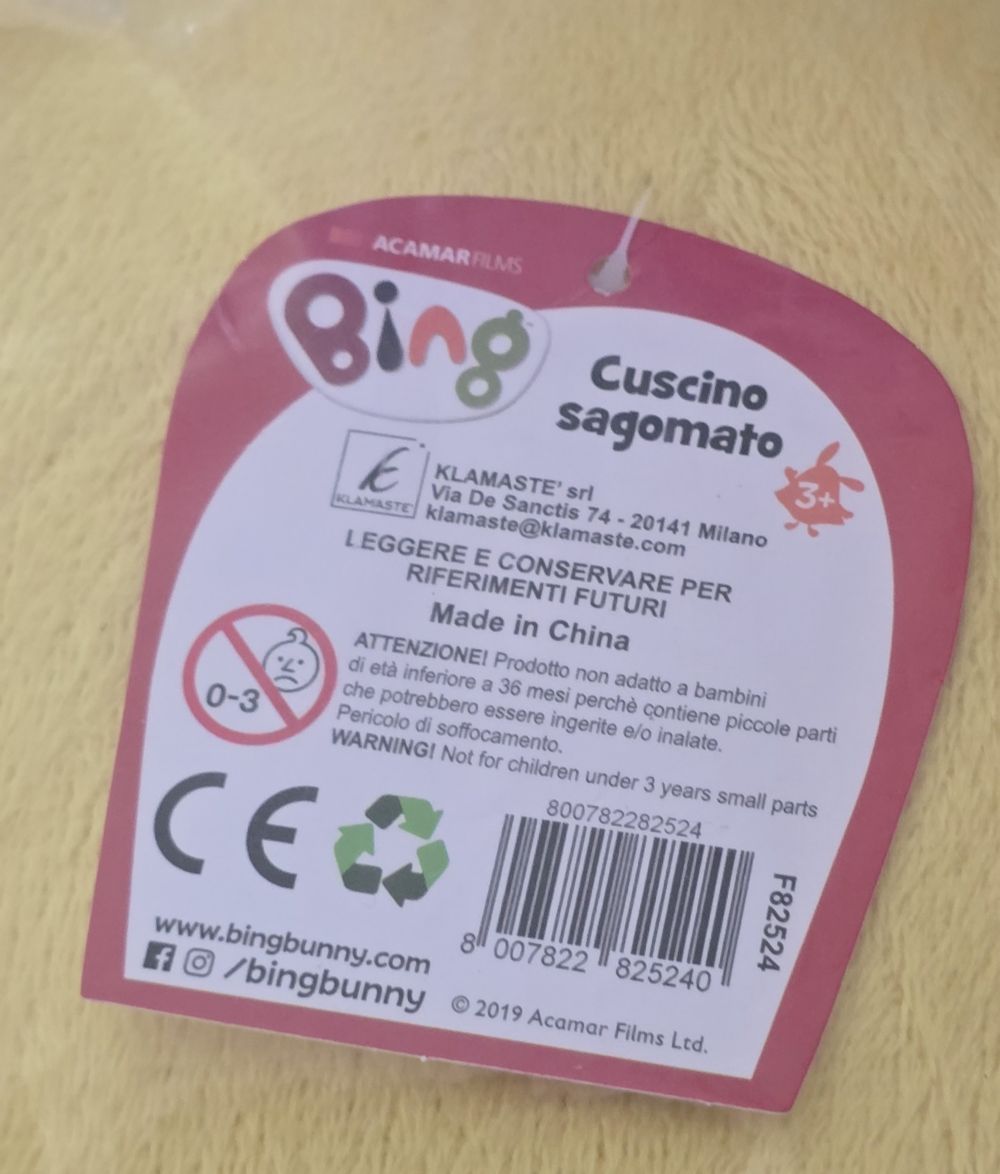 ACAMARFILMS
Bing
Cuscino
sagomato
3+
KLAMASTE'
KLAMASTE' srl
Via De Sanctis 74 - 20141 Milano
klamaste@klamaste.com
LEGGERE E CONSERVARE PER
RIFERIMENTI FUTURI
Made in China
0-3
ATTENZIONE! Prodotto non adatto a bambini
di età inferiore a 36 mesi perchè contiene piccole parti
che potrebbero essere ingerite e/o inalate.
Pericolo di soffocamento.
WARNING! Not for children under 3 years small parts
CE
800782282524
8 007822 825240
F82524
www.bingbunny.com
/bingbunny
© 2019 Acamar Films Ltd.